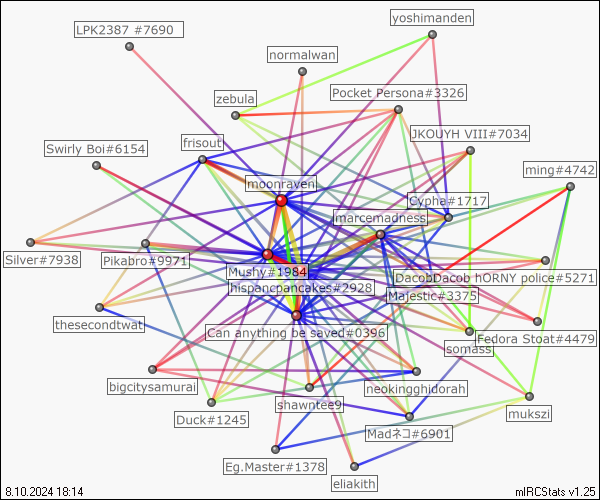 yoshimanden
LPK2387 #7690
normalwan
Pocket Persona#3326
zebula
JKOUYH VIII#7034
frisout
Swirly Boi#6154
ming#4742
moonraven
Cypha#1717
marcemadness
Silver#7938
Pikabro#9971
Mushy#1984
DacobDacob hORNY police#5271
hispancpancakes#2928
Majestic#3375
thesecondtwat
Can anything be saved#0396
Fedora Stoat#4479
somass
bigcitysamurai
neokingghidorah
shawntee9
mukszi
Duck#1245
Madネコ#6901
Eg.Master#1378
eliakith
8.10.2024 18:14
mIRCStats v1.25